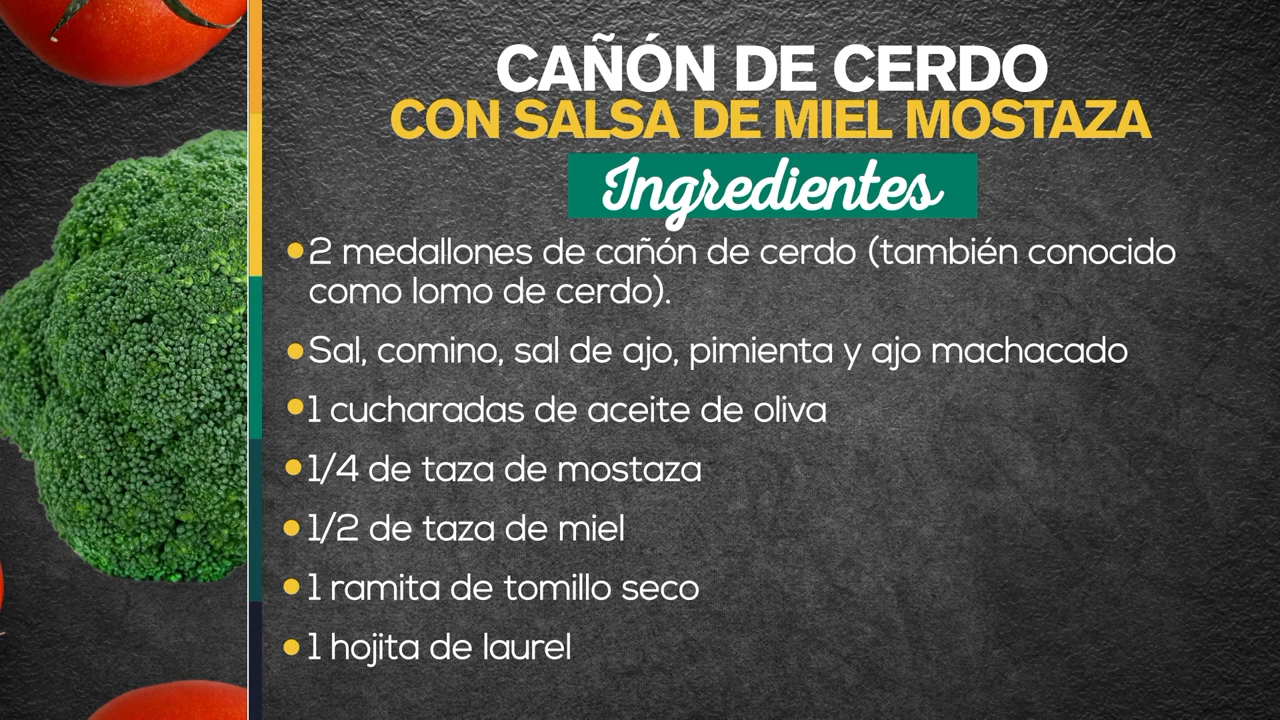 CAÑÓN DE CERDO
CON SALSA DE MIEL MOSTAZA
Ingredientes
2 medallones de cañón de cerdo (también conocido
como lomo de cerdo).
Sal, comino, sal de ajo, pimienta y ajo machacado
1 cucharadas de aceite de oliva
1/4 de taza de mostaza
1/2 de taza de miel
1 ramita de tomillo seco
1 hojita de laurel